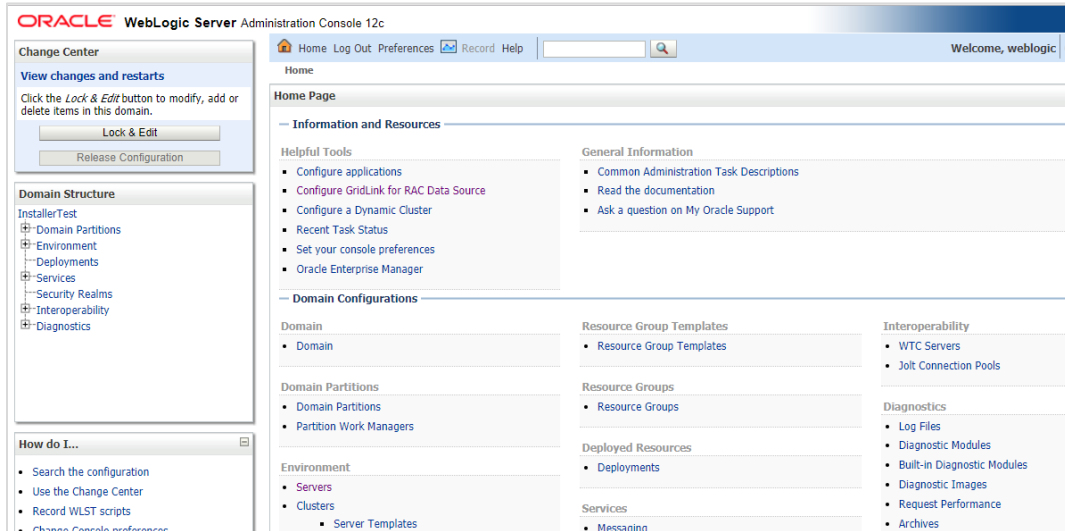 ORACLE WebLogic Server Administration Console 12c
Change Center
View changes and restarts
Click the Lock & Edit button to modify, add or
delete items in this domain.
Lock & Edit
Release Configuration
Domain Structure
InstallerTest
Domain Partitions
Environment
Deployments
Services
Security Realms
Interoperability
Diagnostics
How do I...
Search the configuration
Use the Change Center
Record WLST scripts
Change Console preferences
Home Log Out Preferences Record Help
Welcome, weblogic
Home
Home Page
Information and Resources
Helpful Tools
Configure applications
Configure GridLink for RAC Data Source
Configure a Dynamic Cluster
Recent Task Status
Set your console preferences
Oracle Enterprise Manager
General Information
Common Administration Task Descriptions
Read the documentation
Ask a question on My Oracle Support
Domain Configurations
Domain
Domain
Domain Partitions
Domain Partitions
Partition Work Managers
Environment
Servers
Clusters
Server Templates
Resource Group Templates
Resource Group Templates
Resource Groups
Resource Groups
Deployed Resources
Deployments
Services
Messaging
Interoperability
WTC Servers
Jolt Connection Pools
Diagnostics
Log Files
Diagnostic Modules
Built-in Diagnostic Modules
Diagnostic Images
Request Performance
Archives